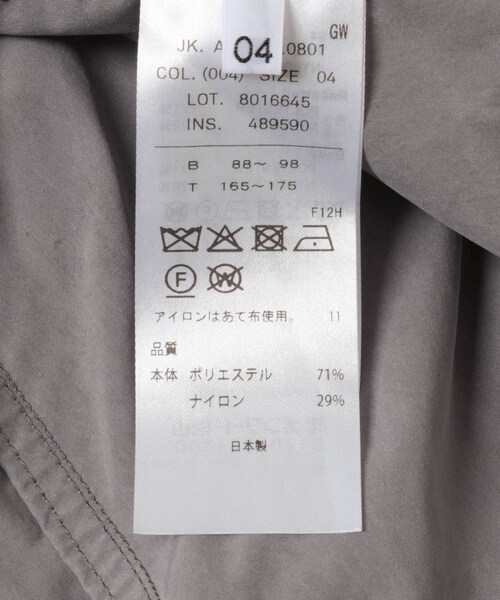 GW
04
JK. A .0801
COL. (004) SIZE 04
LOT. 8016645
INS. 489590
B 88～ 98
T 165～175
F12H
F W
アイロンはあて布使用。 11
品質
本体 ポリエステル 71%
ナイロン 29%
日本製